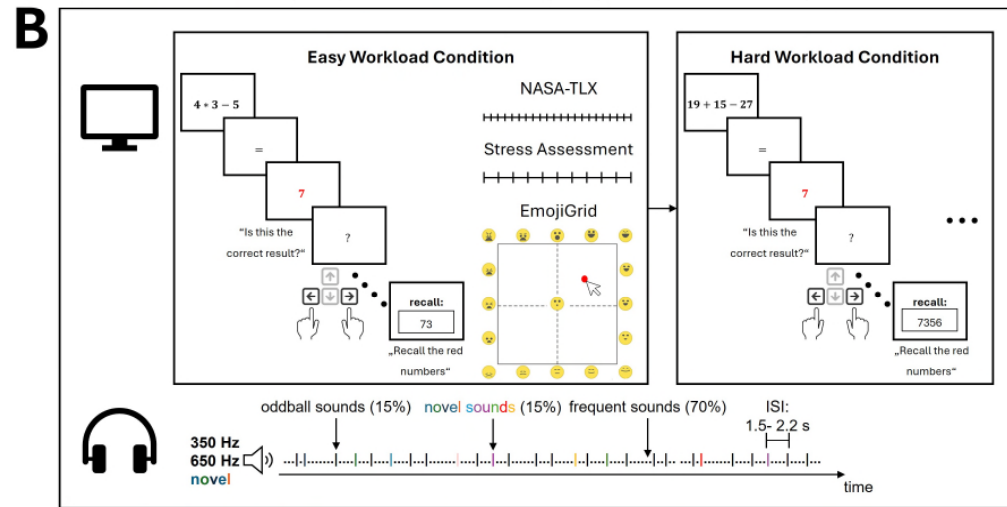 B
Easy Workload Condition
4 * 3 − 5
=
7
?
"Is this the
correct result?“
recall:
73
„Recall the red
numbers“
NASA-TLX
Stress Assessment
EmojiGrid
Hard Workload Condition
19 + 15 − 27
=
7
?
"Is this the
correct result?“
recall:
7356
„Recall the red
numbers“
...
oddball sounds (15%) novel sounds (15%) frequent sounds (70%) ISI:
1.5- 2.2 s
350 Hz
650 Hz
novel
time